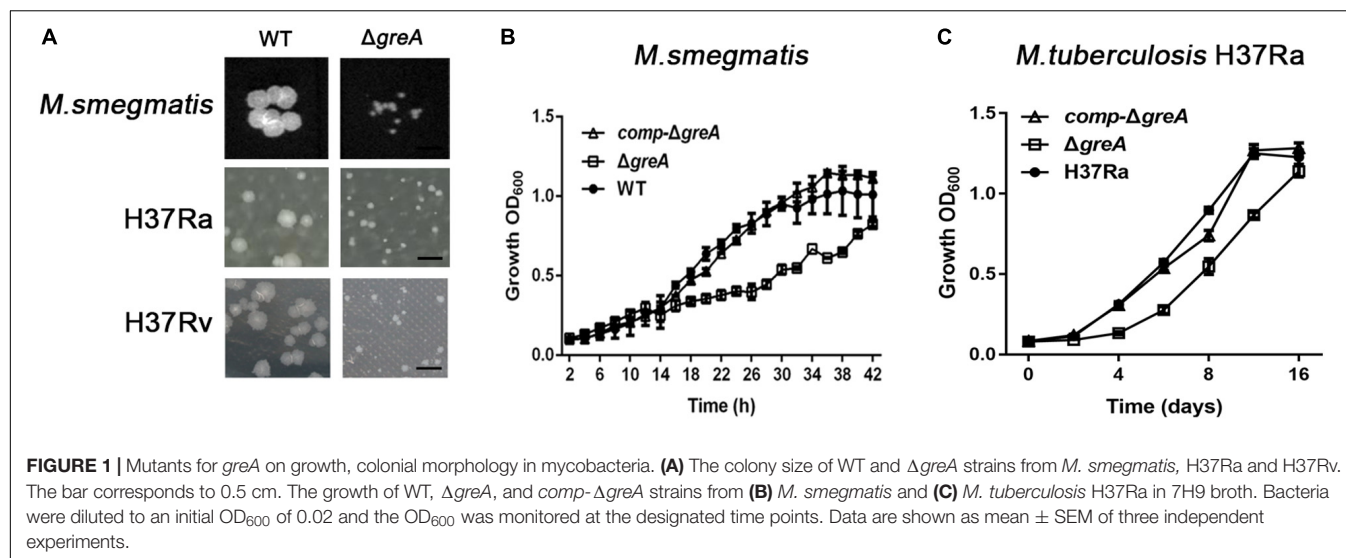 A
WT ΔgreA
M.smegmatis
H37Ra
H37Rv
B
M.smegmatis
comp-ΔgreA
ΔgreA
WT
Growth OD600
1.5
1.0
0.5
0.0
2 6 10 14 18 22 26 30 34 38 42
Time (h)
C
M.tuberculosis H37Ra
comp-ΔgreA
ΔgreA
H37Ra
Growth OD600
1.5
1.0
0.5
0.0
0 4 8 16
Time (days)
FIGURE 1 | Mutants for greA on growth, colonial morphology in mycobacteria. (A) The colony size of WT and ΔgreA strains from M. smegmatis, H37Ra and H37Rv.
The bar corresponds to 0.5 cm. The growth of WT, ΔgreA, and comp-ΔgreA strains from (B) M. smegmatis and (C) M. tuberculosis H37Ra in 7H9 broth. Bacteria
were diluted to an initial OD600 of 0.02 and the OD600 was monitored at the designated time points. Data are shown as mean ± SEM of three independent
experiments.